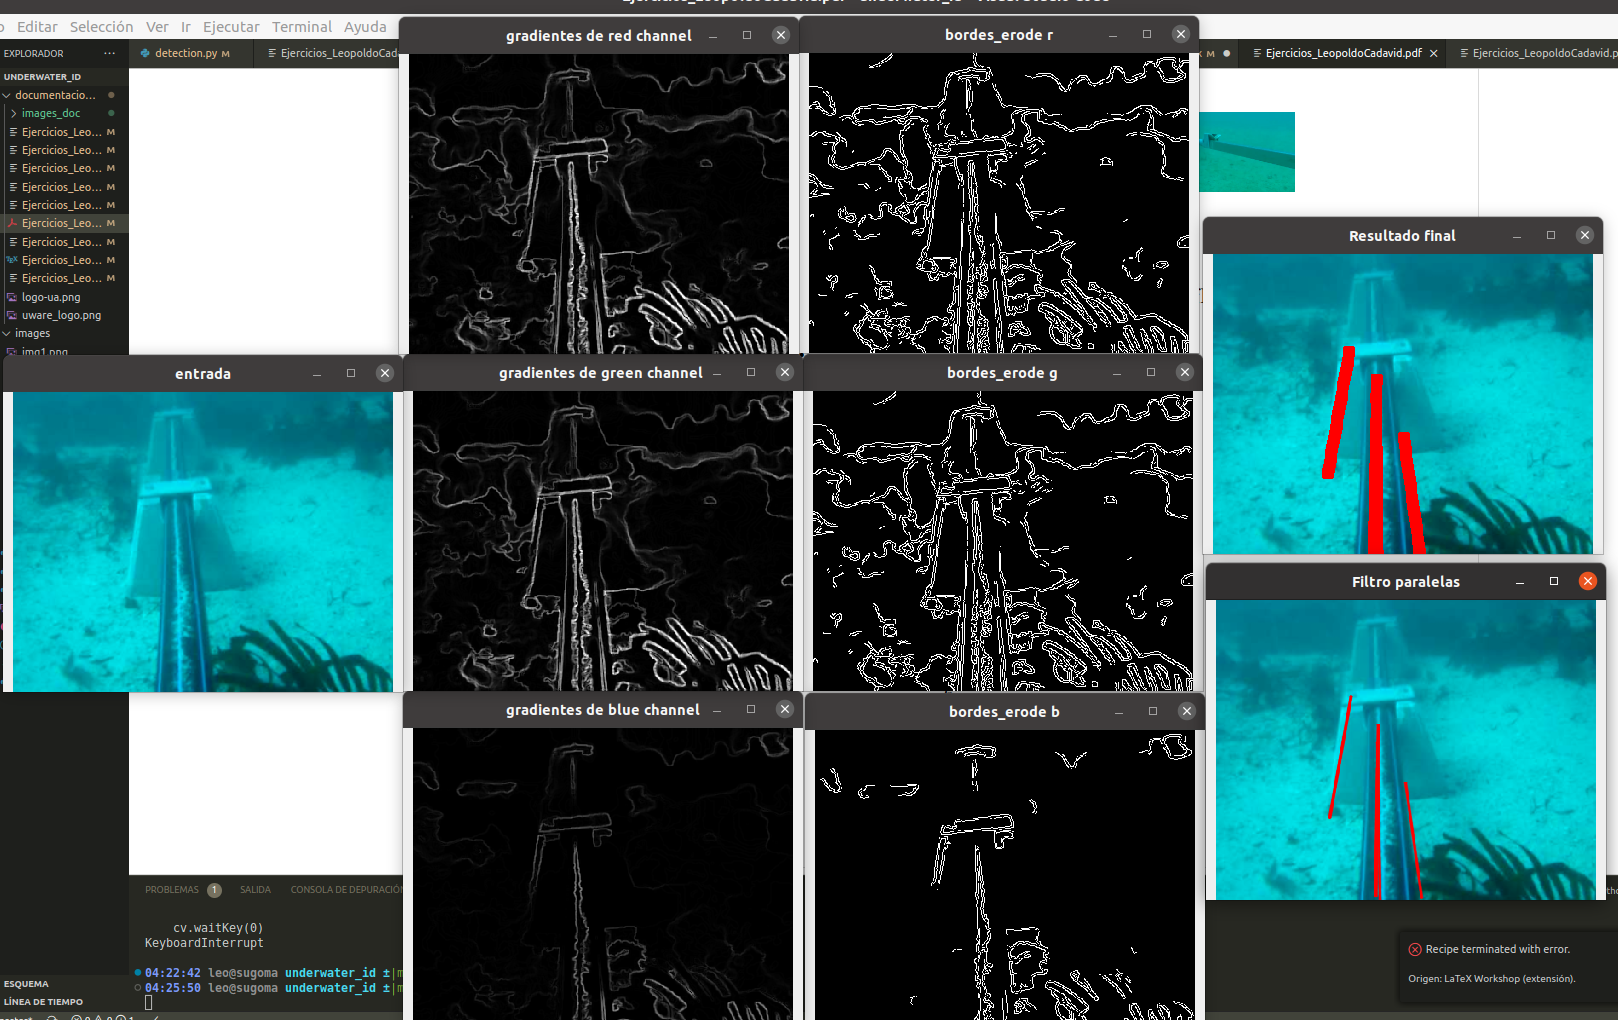 Editar Selección Ver Ir Ejecutar Terminal Ayuda
EXPLORADOR ···
detection.py M
Ejercicios_LeopoldoCad
M
Ejercicios_LeopoldoCadavid.pdf
Ejercicios_LeopoldoCadavid.p
UNDERWATER_ID
documentacio...
images_doc
Ejercicios_Leo... M
Ejercicios_Leo... M
Ejercicios_Leo... M
Ejercicios_Leo... M
Ejercicios_Leo... M
Ejercicios_Leo... M
Ejercicios_Leo... M
Ejercicios_Leo... M
Ejercicios_Leo... M
logo-ua.png
uware_logo.png
images
img1.png
gradientes de red channel
bordes_erode r
Resultado final
entrada
gradientes de green channel
bordes_erode g
Filtro paralelas
gradientes de blue channel
bordes_erode b
PROBLEMAS 1 SALIDA CONSOLA DE DEPURACIÓN
cv.waitKey(0)
KeyboardInterrupt
04:22:42 leo@sugoma underwater_id ±|m
04:25:50 leo@sugoma underwater_id ±|m
ESQUEMA
LÍNEA DE TIEMPO
Recipe terminated with error.
Origen: LaTeX Workshop (extensión).